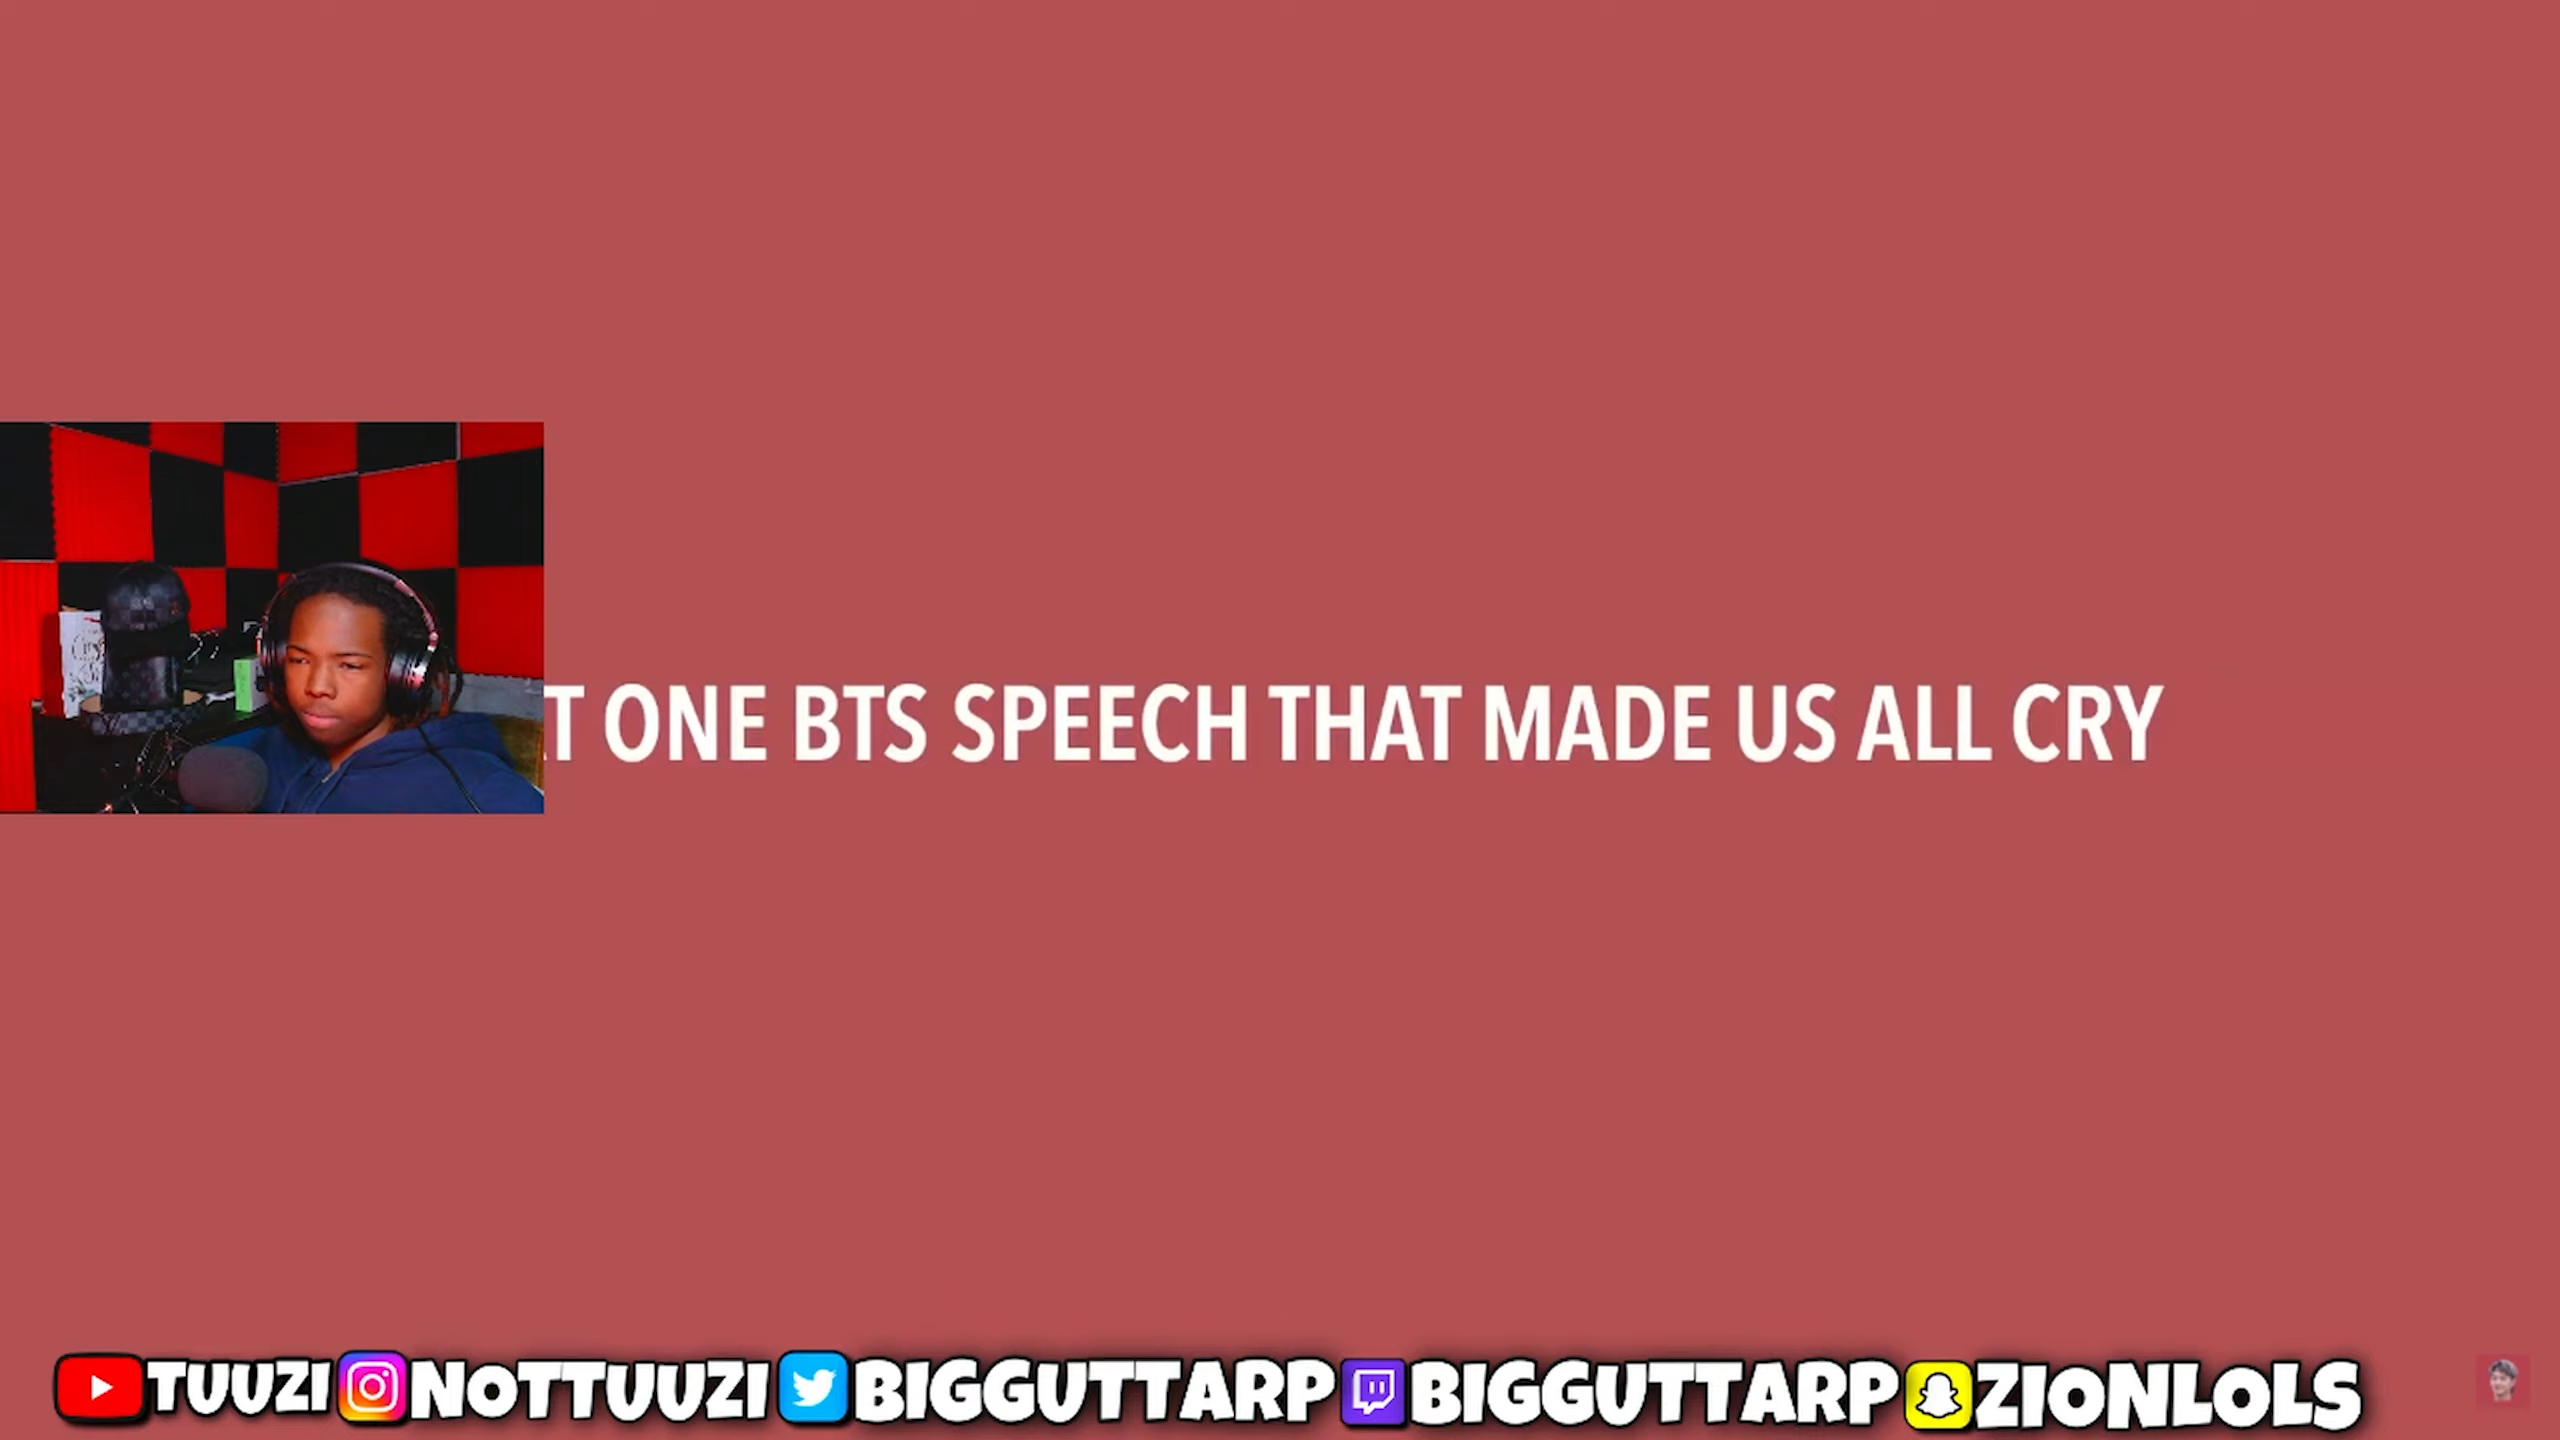 T ONE BTS SPEECH THAT MADE US ALL CRY
TUUZI NOTTUUZI BIGGUTTARP BIGGUTTARP ZIONLOLS